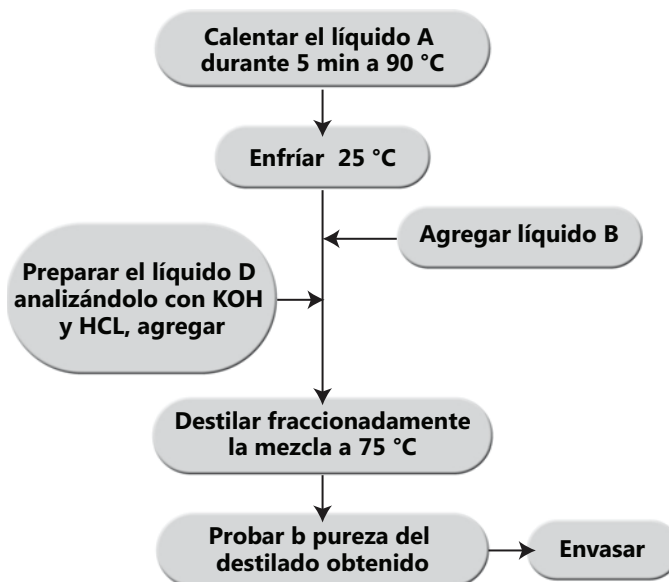 Calentar el líquido A
durante 5 min a 90 °C
Enfríar 25 °C
Agregar líquido B
Preparar el líquido D
analizándolo con KOH
y HCL, agregar
Destilar fraccionadamente
la mezcla a 75 °C
Probar b pureza del
destilado obtenido
Envasar